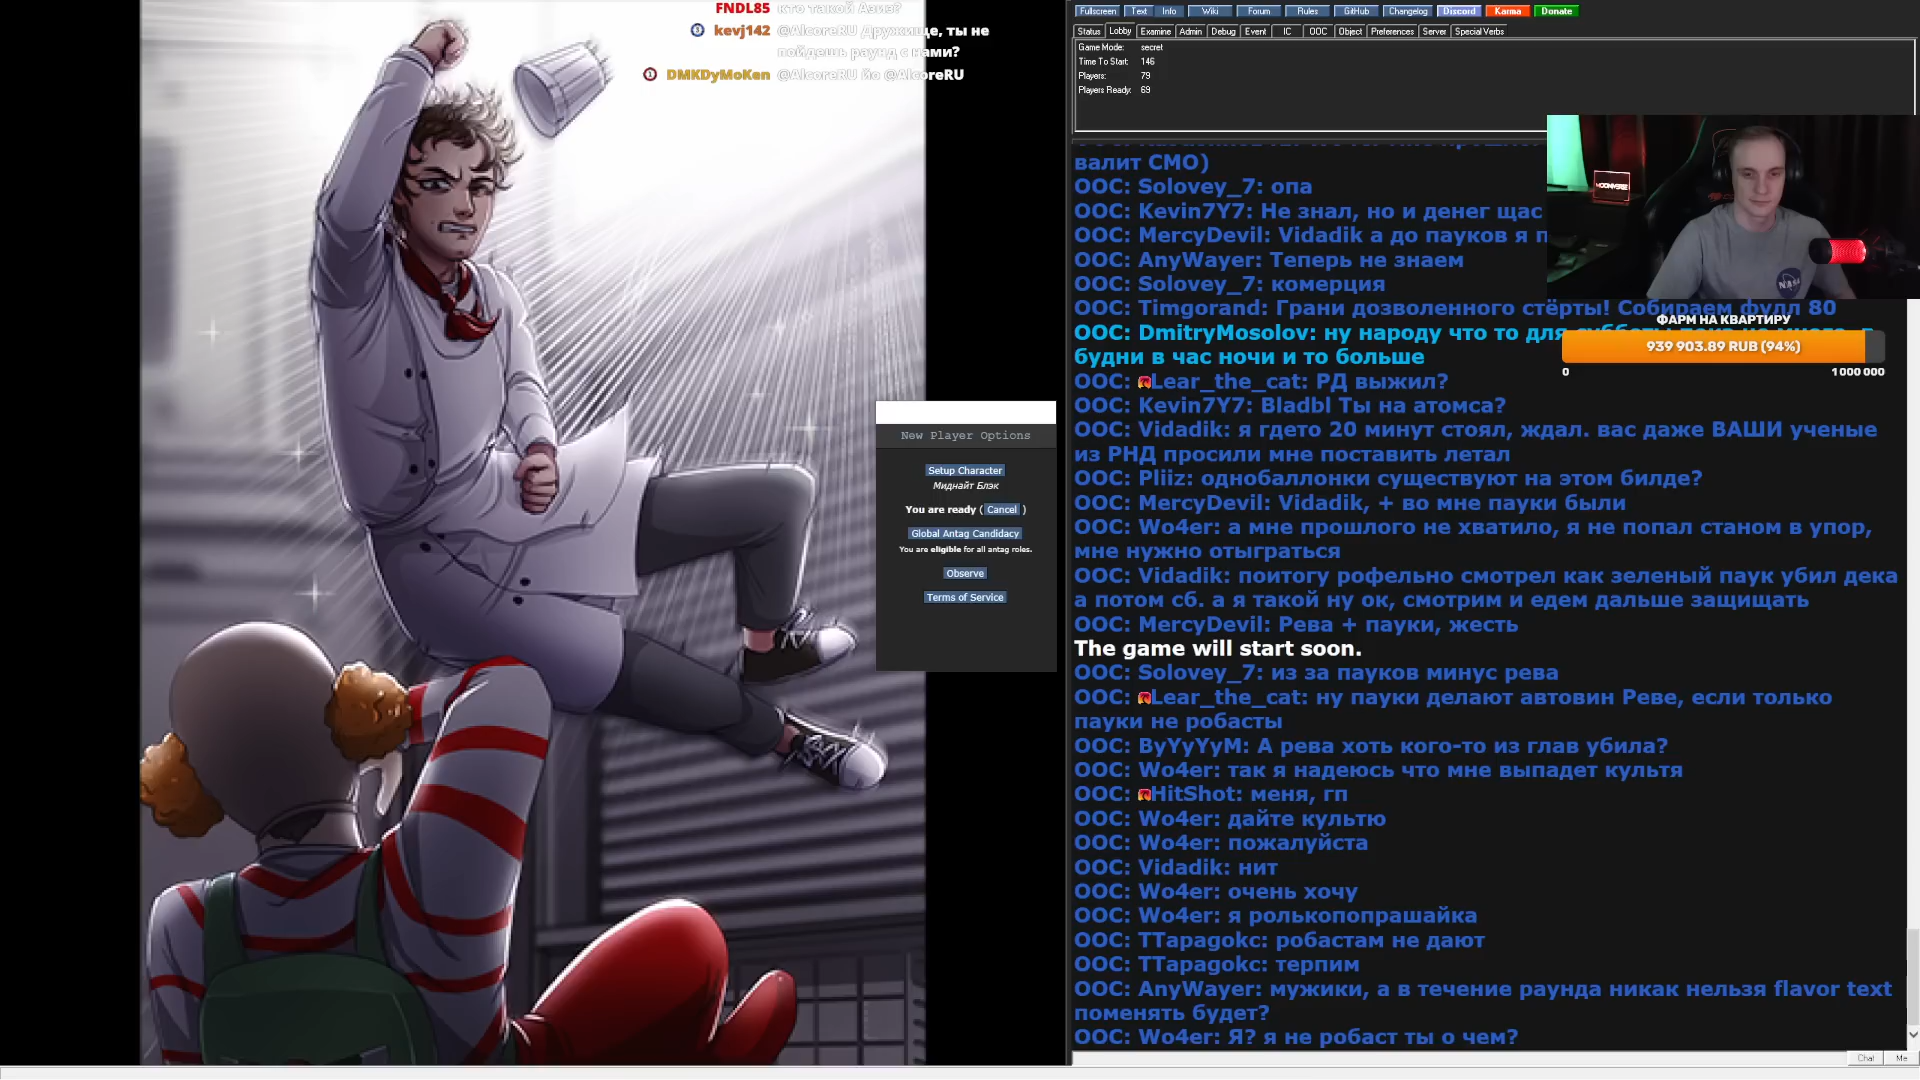 FNDL85 кто такой Азиз?
kevj142 @AlcoreRU Дружище, ты не
пойдешь раунд с нами?
DMKDyMoKen @AlcoreRU йо @AlcoreRU
New Player Options
Setup Character
Миднайт Блэк
You are ready ( Cancel )
Global Antag Candidacy
You are eligible for all antag roles.
Observe
Terms of Service
Fullscreen Text Info Wiki Forum Rules GitHub Changelog Discord Karma Donate
Status Lobby Examine Admin Debug Event IC OOC Object Preferences Server Special Verbs
Game Mode: secret
Time To Start: 146
Players: 79
Players Ready: 69
валит СМО)
OOC: Solovey_7: опа
OOC: Kevin7Y7: Не знал, но и денег щас
OOC: MercyDevil: Vidadik а до пауков я п
OOC: AnyWayer: Теперь не знаем
OOC: Solovey_7: комерция
OOC: Timgorand: Грани дозволенного стёрты! Собираем фулл 80
OOC: DmitryMosolov: ну народу что то для
будни в час ночи и то больше
OOC: Lear_the_cat: РД выжил?
OOC: Kevin7Y7: Bladbl Ты на атомса?
OOC: Vidadik: я гдето 20 минут стоял, ждал. вас даже ВАШИ ученые
из РНД просили мне поставить летал
OOC: Pliiz: однобаллонки существуют на этом билде?
OOC: MercyDevil: Vidadik, + во мне пауки были
OOC: Wo4er: а мне прошлого не хватило, я не попал станом в упор,
мне нужно отыграться
OOC: Vidadik: поитогу рофельно смотрел как зеленый паук убил дека
а потом сб. а я такой ну ок, смотрим и едем дальше защищать
OOC: MercyDevil: Рева + пауки, жесть
The game will start soon.
OOC: Solovey_7: из за пауков минус рева
OOC: Lear_the_cat: ну пауки делают автовин Реве, если только
пауки не робасты
OOC: ByYyYyM: А рева хоть кого-то из глав убила?
OOC: Wo4er: так я надеюсь что мне выпадет культя
OOC: HitShot: меня, гп
OOC: Wo4er: дайте культю
OOC: Wo4er: пожалуйста
OOC: Vidadik: нит
OOC: Wo4er: очень хочу
OOC: Wo4er: я ролькопопрашайка
OOC: TTapagokc: робастам не дают
OOC: TTapagokc: терпим
OOC: AnyWayer: мужики, а в течение раунда никак нельзя flavor text
поменять будет?
OOC: Wo4er: Я? я не робаст ты о чем?
Chat Me
MOONVERSE
NASA
ФАРМ НА КВАРТИРУ
939 903.89 RUB (94%)
0 1 000 000